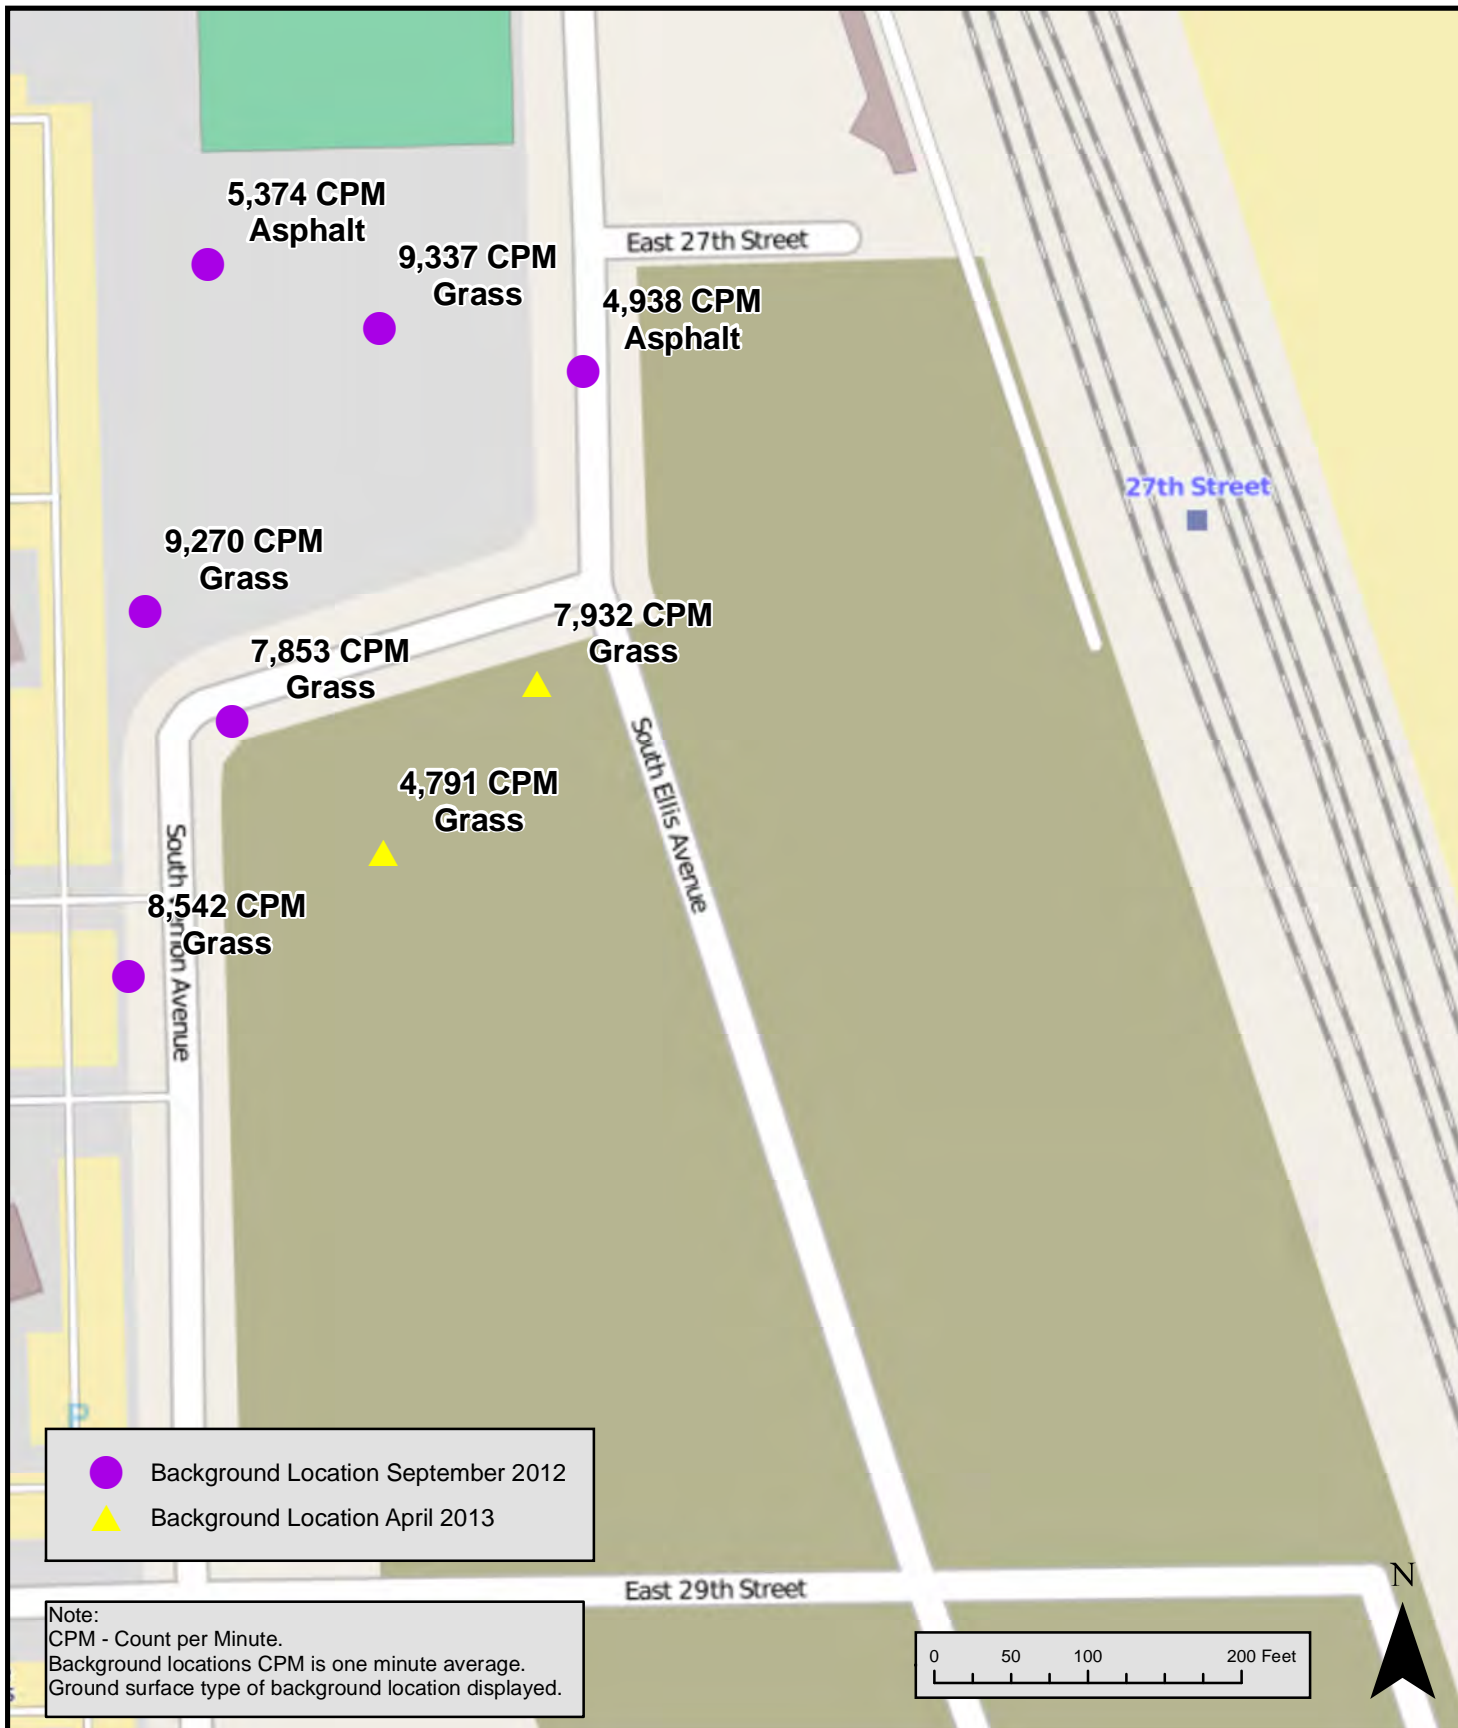 5,374 CPM
Asphalt
9,337 CPM
Grass
East 27th Street
4,938 CPM
Asphalt
27th Street
9,270 CPM
Grass
7,932 CPM
Grass
7,853 CPM
Grass
South Ellis Avenue
4,791 CPM
Grass
8,542 CPM
Grass
South
non Avenue
P
Background Location September 2012
Background Location April 2013
East 29th Street
N
Note:
CPM - Count per Minute.
Background locations CPM is one minute average.
Ground surface type of background location displayed.
0 50 100 200 Feet